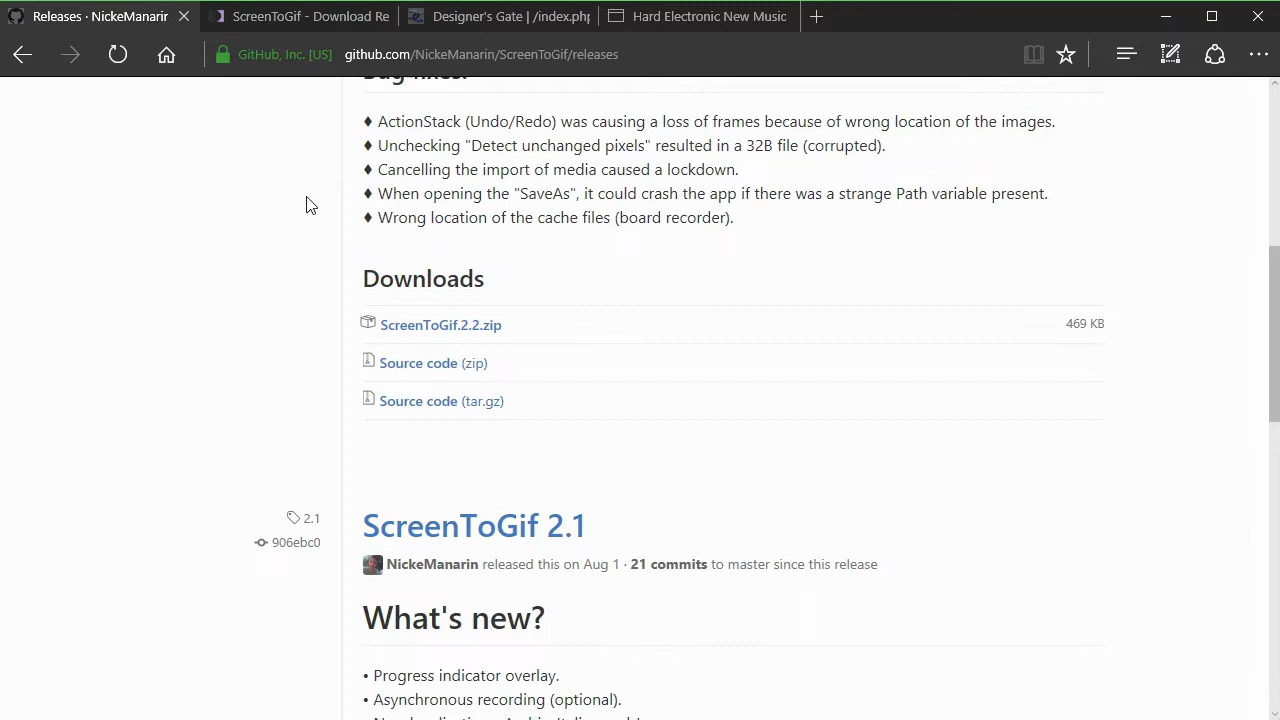 Releases · NickeManarin
ScreenToGif - Download Re
Designer's Gate | /index.php
Hard Electronic New Music
GitHub, Inc. [US]
github.com/NickeManarin/ScreenToGif/releases
Bug fixes:
♦ ActionStack (Undo/Redo) was causing a loss of frames because of wrong location of the images.
♦ Unchecking "Detect unchanged pixels" resulted in a 32B file (corrupted).
♦ Cancelling the import of media caused a lockdown.
♦ When opening the "SaveAs", it could crash the app if there was a strange Path variable present.
♦ Wrong location of the cache files (board recorder).
Downloads
ScreenToGif.2.2.zip 469 KB
Source code (zip)
Source code (tar.gz)
2.1
906ebc0
ScreenToGif 2.1
NickeManarin released this on Aug 1 · 21 commits to master since this release
What's new?
• Progress indicator overlay.
• Asynchronous recording (optional).